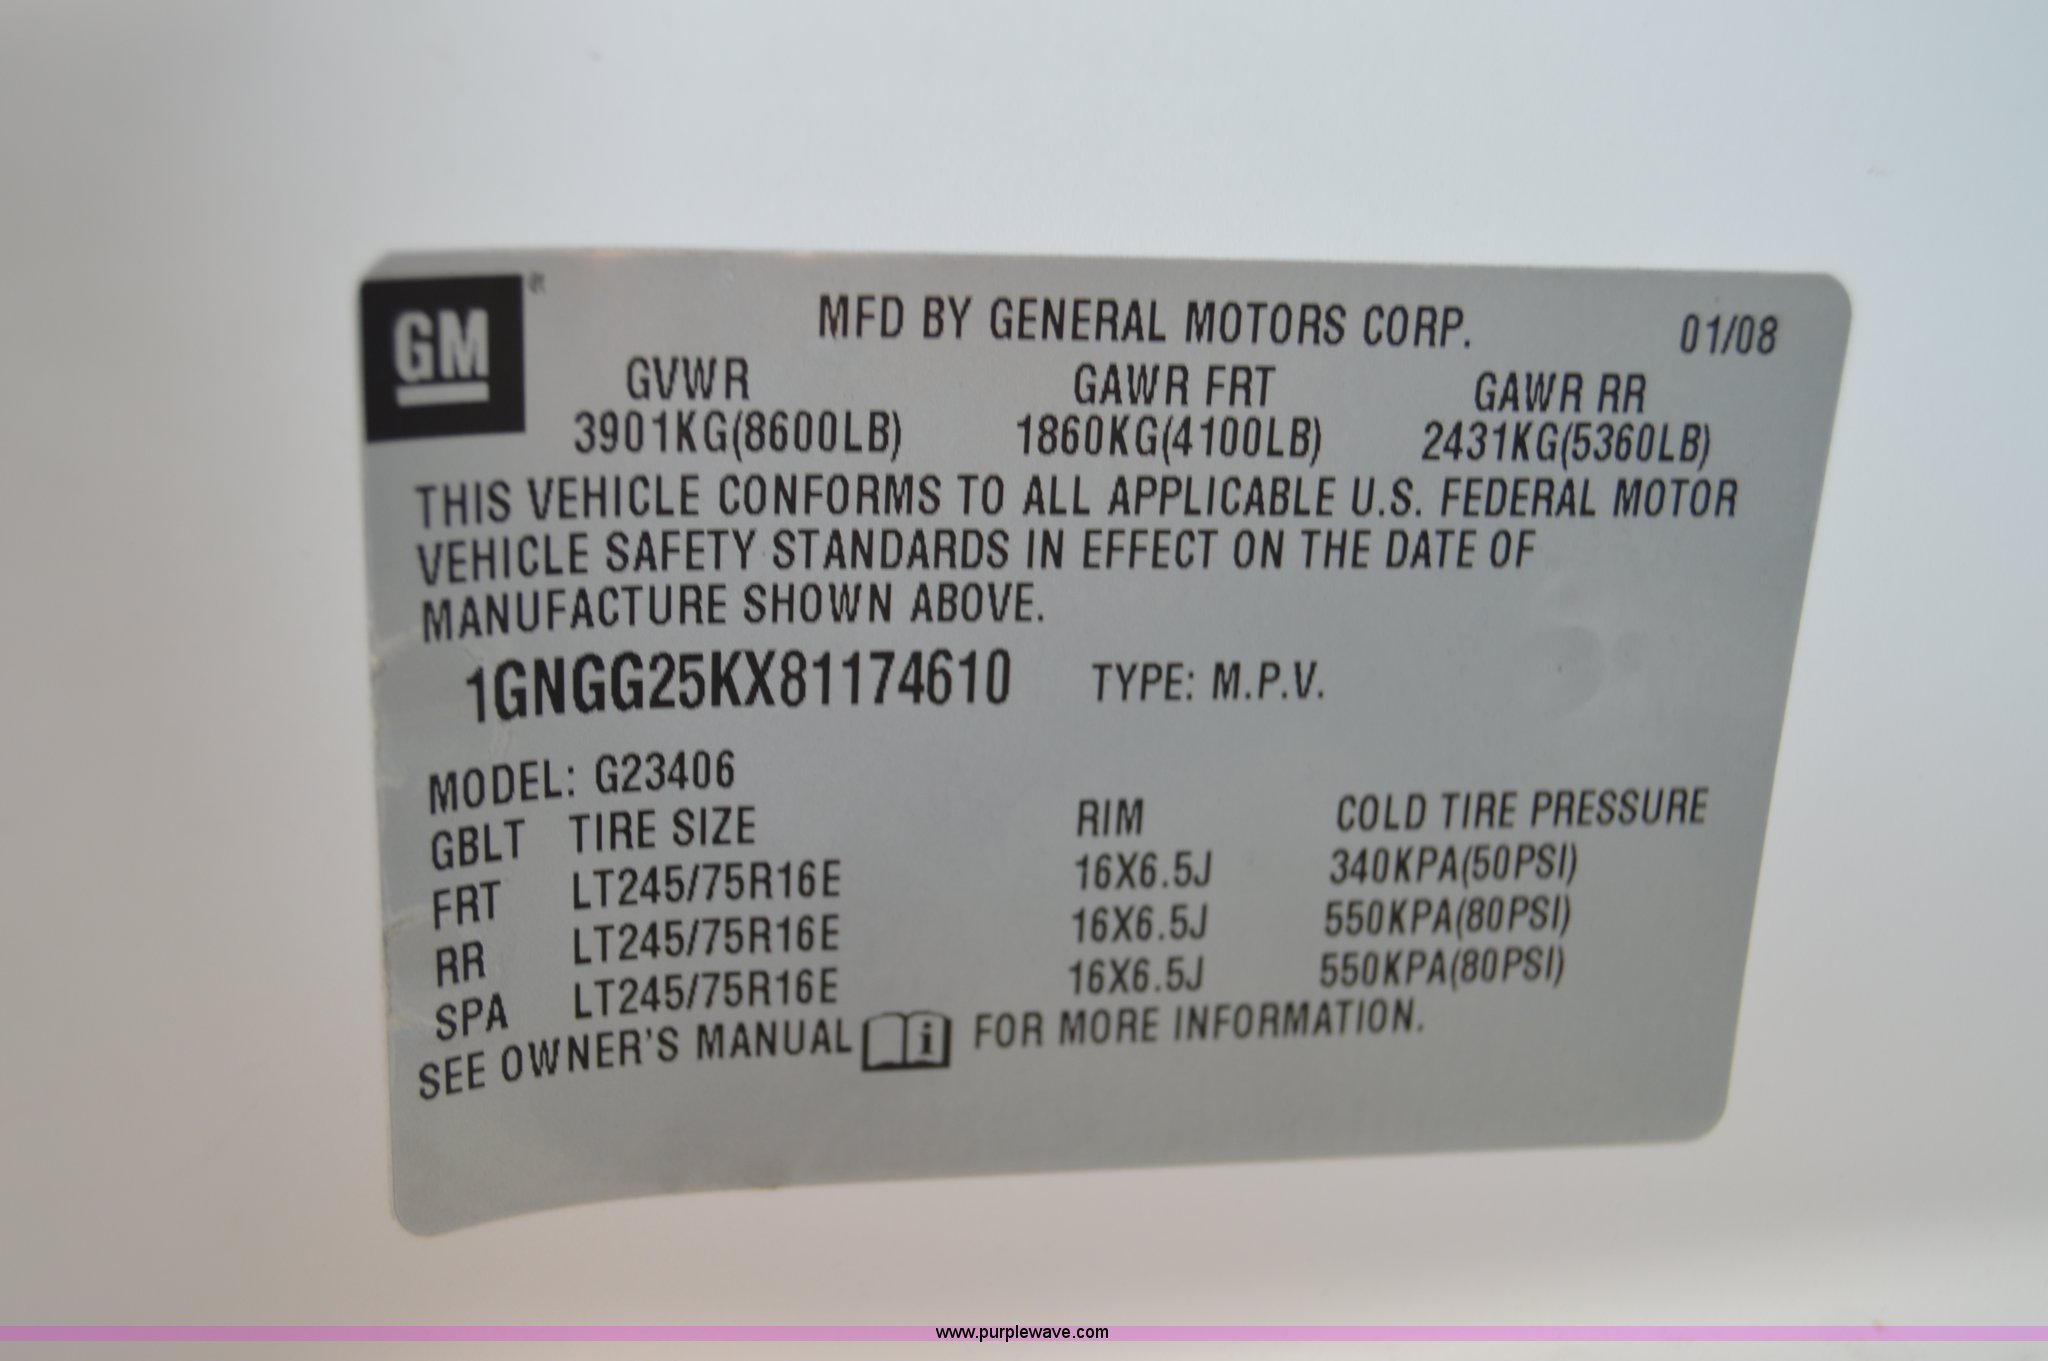 GM
MFD BY GENERAL MOTORS CORP. 01/08
GVWR GAWR FRT GAWR RR
3901KG(8600LB) 1860KG(4100LB) 2431KG(5360LB)
THIS VEHICLE CONFORMS TO ALL APPLICABLE U.S. FEDERAL MOTOR
VEHICLE SAFETY STANDARDS IN EFFECT ON THE DATE OF
MANUFACTURE SHOWN ABOVE.
1GNGG25KX81174610 TYPE: M.P.V.
MODEL: G23406
GBLT TIRE SIZE RIM COLD TIRE PRESSURE
FRT LT245/75R16E 16X6.5J 340KPA(50PSI)
RR LT245/75R16E 16X6.5J 550KPA(80PSI)
SPA LT245/75R16E 16X6.5J 550KPA(80PSI)
SEE OWNER'S MANUAL i FOR MORE INFORMATION.
www.purplewave.com